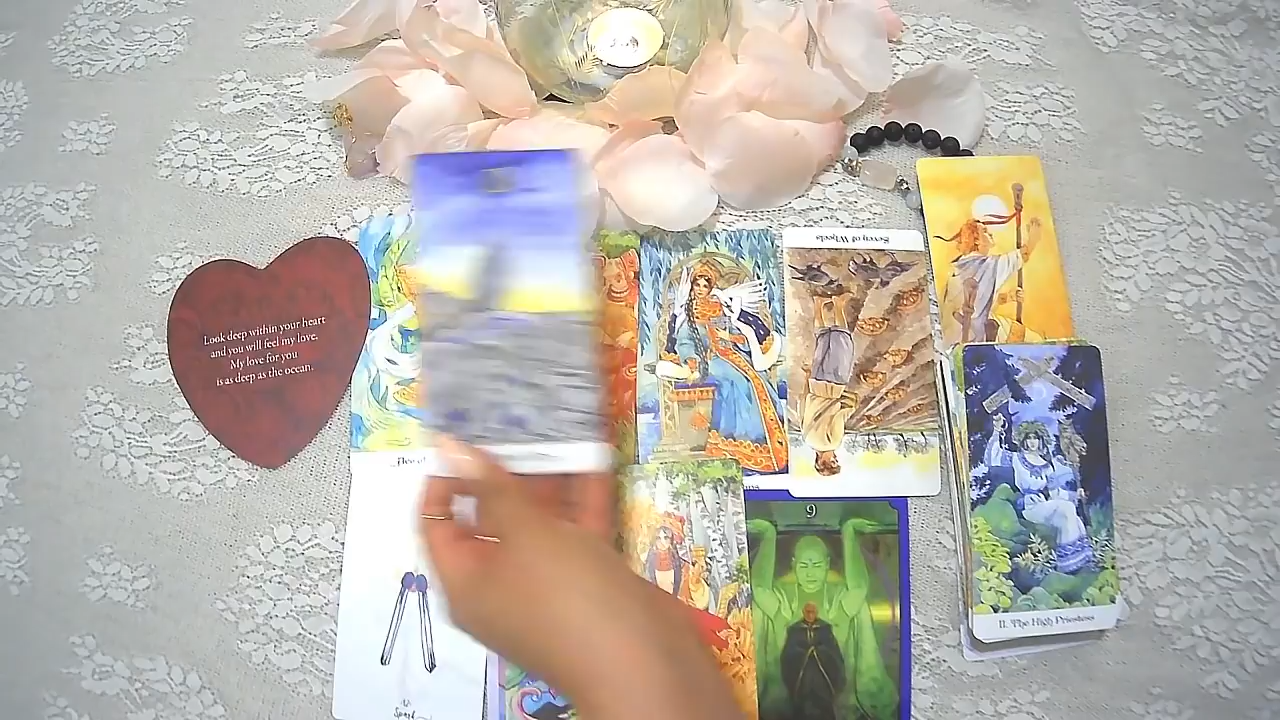 Look deep within your heart
and you will feel my love.
My love for you
is as deep as the ocean.
Seven of Wheels
9
II. The High Priestess